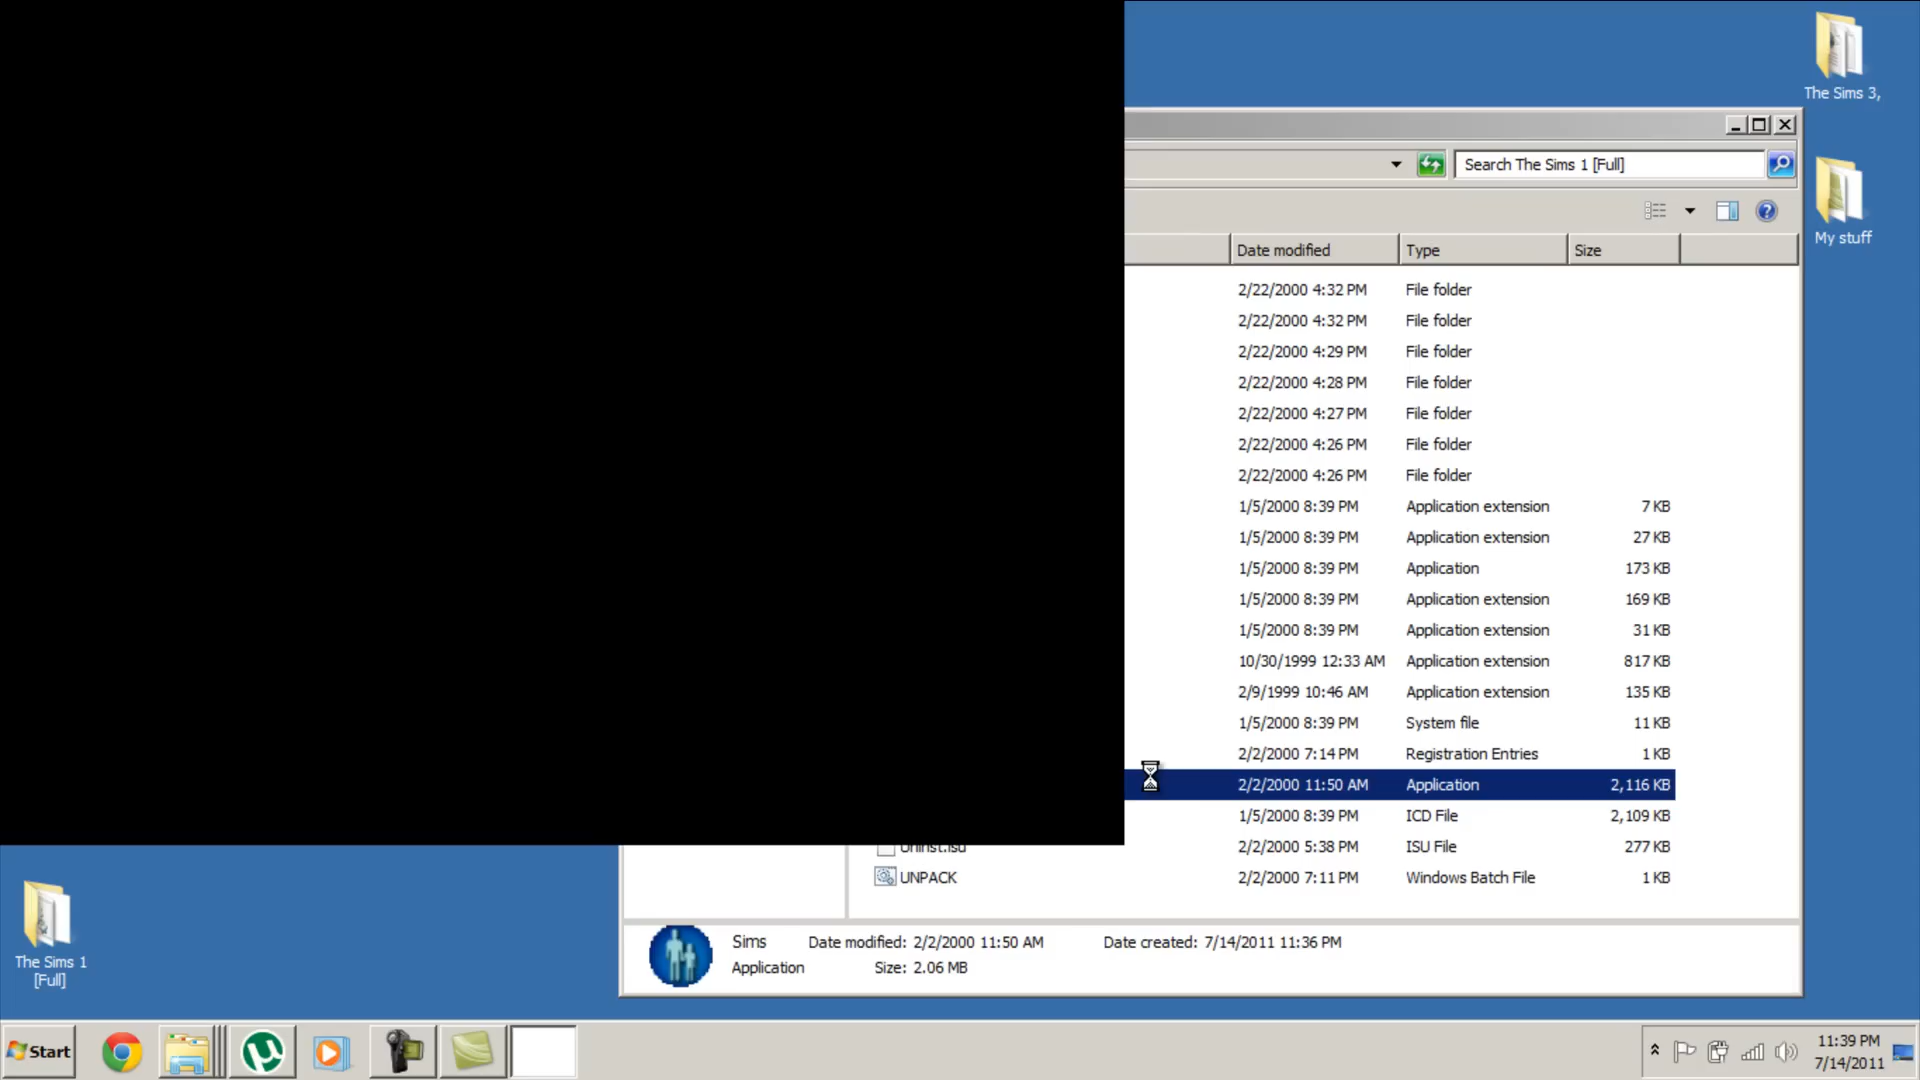 The Sims 3,
Search The Sims 1 [Full]
My stuff
Date modified Type Size
2/22/2000 4:32 PM File folder
2/22/2000 4:32 PM File folder
2/22/2000 4:29 PM File folder
2/22/2000 4:28 PM File folder
2/22/2000 4:27 PM File folder
2/22/2000 4:26 PM File folder
2/22/2000 4:26 PM File folder
1/5/2000 8:39 PM Application extension 7 KB
1/5/2000 8:39 PM Application extension 27 KB
1/5/2000 8:39 PM Application 173 KB
1/5/2000 8:39 PM Application extension 169 KB
1/5/2000 8:39 PM Application extension 31 KB
10/30/1999 12:33 AM Application extension 817 KB
2/9/1999 10:46 AM Application extension 135 KB
1/5/2000 8:39 PM System file 11 KB
2/2/2000 7:14 PM Registration Entries 1 KB
2/2/2000 11:50 AM Application 2,116 KB
1/5/2000 8:39 PM ICD File 2,109 KB
Uninst.isu 2/2/2000 5:38 PM ISU File 277 KB
UNPACK 2/2/2000 7:11 PM Windows Batch File 1 KB
Sims Date modified: 2/2/2000 11:50 AM Date created: 7/14/2011 11:36 PM
Application Size: 2.06 MB
The Sims 1
[Full]
Start
11:39 PM
7/14/2011